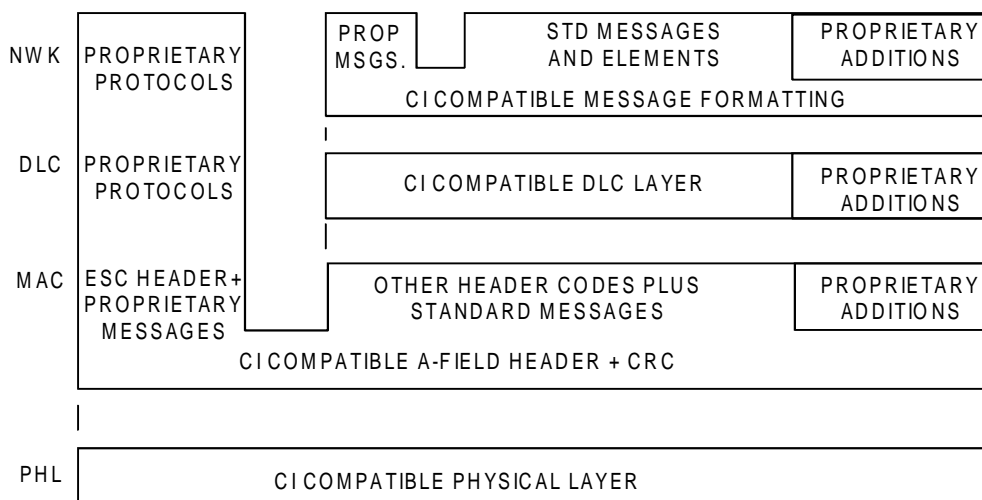 NWK
PROPRIETARY
PROTOCOLS
PROP
MSGS.
STD MESSAGES
AND ELEMENTS
PROPRIETARY
ADDITIONS
CI COMPATIBLE MESSAGE FORMATTING
DLC
PROPRIETARY
PROTOCOLS
CI COMPATIBLE DLC LAYER
PROPRIETARY
ADDITIONS
MAC
ESC HEADER+
PROPRIETARY
MESSAGES
OTHER HEADER CODES PLUS
STANDARD MESSAGES
PROPRIETARY
ADDITIONS
CI COMPATIBLE A-FIELD HEADER + CRC
PHL
CI COMPATIBLE PHYSICAL LAYER